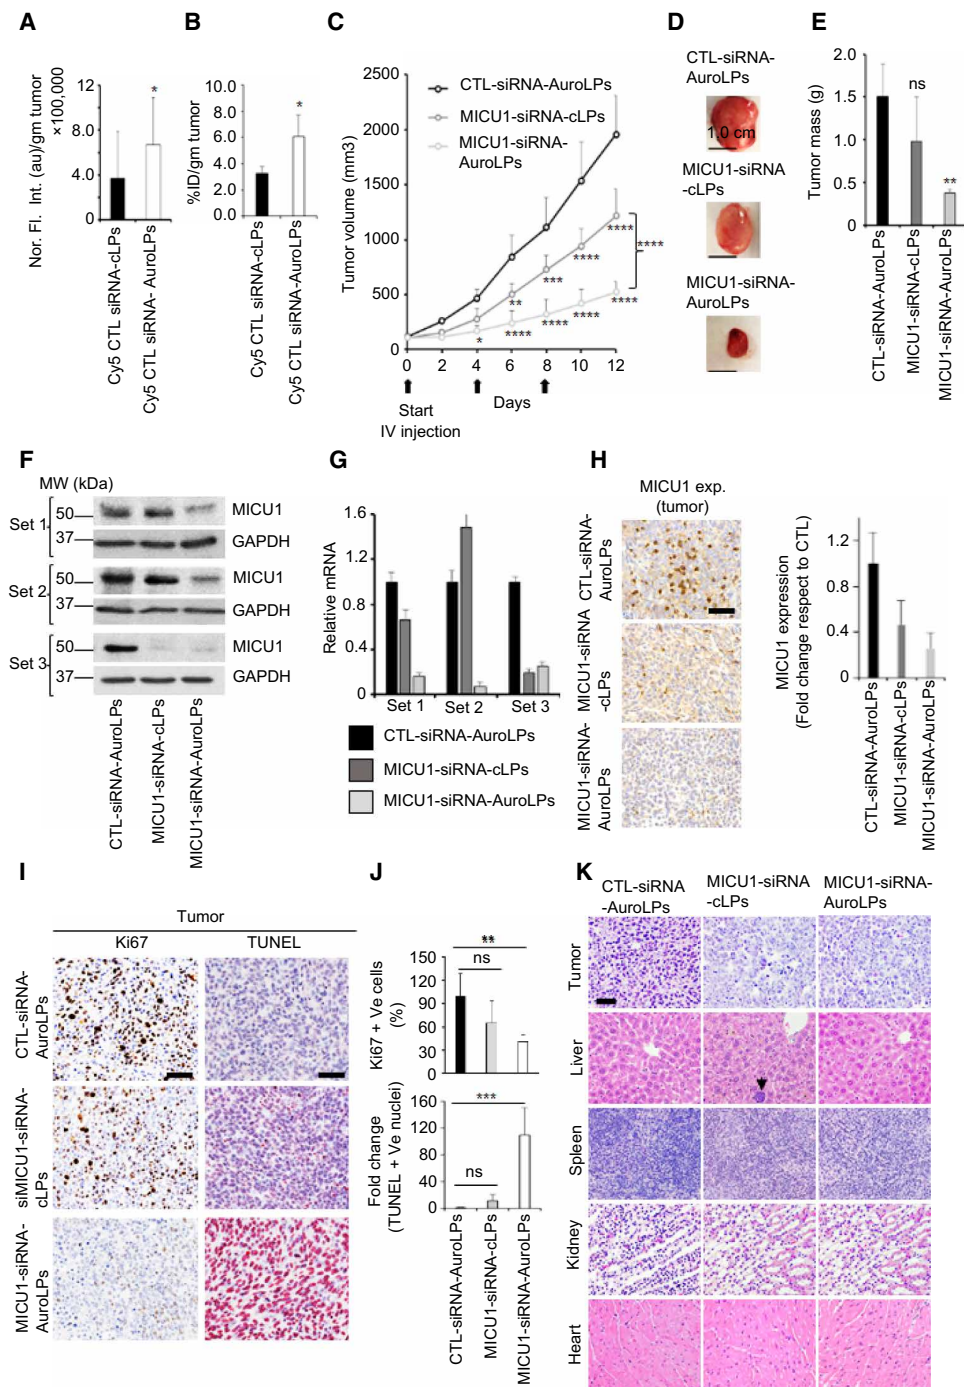 A
Nor. Fl. Int. (au)/gm tumor
×100,000
12
8.0
4.0
0
*
Cy5 CTL siRNA-cLPs
Cy5 CTL siRNA- AuroLPs
B
%ID/gm tumor
10.0
8.0
6.0
4.0
2.0
0.0
*
Cy5 CTL siRNA-cLPs
Cy5 CTL siRNA-AuroLPs
C
Tumor volume (mm3)
2500
2000
1500
1000
500
0
CTL-siRNA-AuroLPs
MICU1-siRNA-cLPs
MICU1-siRNA-
AuroLPs
**
***
****
****
****
*
****
****
****
****
0 2 4 6 8 10 12
Start
IV injection
Days
D
CTL-siRNA-
AuroLPs
1.0 cm
MICU1-siRNA
-cLPs
MICU1-siRNA-
AuroLPs
E
Tumor mass (g)
2.0
1.5
1.0
0.5
0
ns
**
CTL-siRNA-AuroLPs
MICU1-siRNA-cLPs
MICU1-siRNA-AuroLPs
F
MW (kDa)
Set 1
50
37
MICU1
GAPDH
Set 2
50
37
MICU1
GAPDH
Set 3
50
37
MICU1
GAPDH
CTL-siRNA-AuroLPs
MICU1-siRNA-cLPs
MICU1-siRNA-AuroLPs
G
Relative mRNA
1.6
1.2
0.8
0.4
0
Set 1 Set 2 Set 3
CTL-siRNA-AuroLPs
MICU1-siRNA-cLPs
MICU1-siRNA-AuroLPs
H
MICU1 exp.
(tumor)
CTL-siRNA-
AuroLPs
MICU1-siRNA
-cLPs
MICU1-siRNA-
AuroLPs
MICU1 expression
(Fold change respect to CTL)
1.2
0.8
0.4
0
CTL-siRNA-AuroLPs
MICU1-siRNA-cLPs
MICU1-siRNA-AuroLPs
I
Tumor
Ki67 TUNEL
CTL-siRNA-
AuroLPs
siMICU1-siRNA-
cLPs
MICU1-siRNA-
AuroLPs
J
Ki67 + Ve cells
(%)
150
120
90
60
30
0
**
ns
Fold change
(TUNEL + Ve nuclei)
160
120
80
40
0
***
ns
CTL-siRNA-AuroLPs
MICU1-siRNA-cLPs
MICU1-siRNA-AuroLPs
K
CTL-siRNA
-AuroLPs
MICU1-siRNA
-cLPs
MICU1-siRNA-
AuroLPs
Tumor
Liver
Spleen
Kidney
Heart